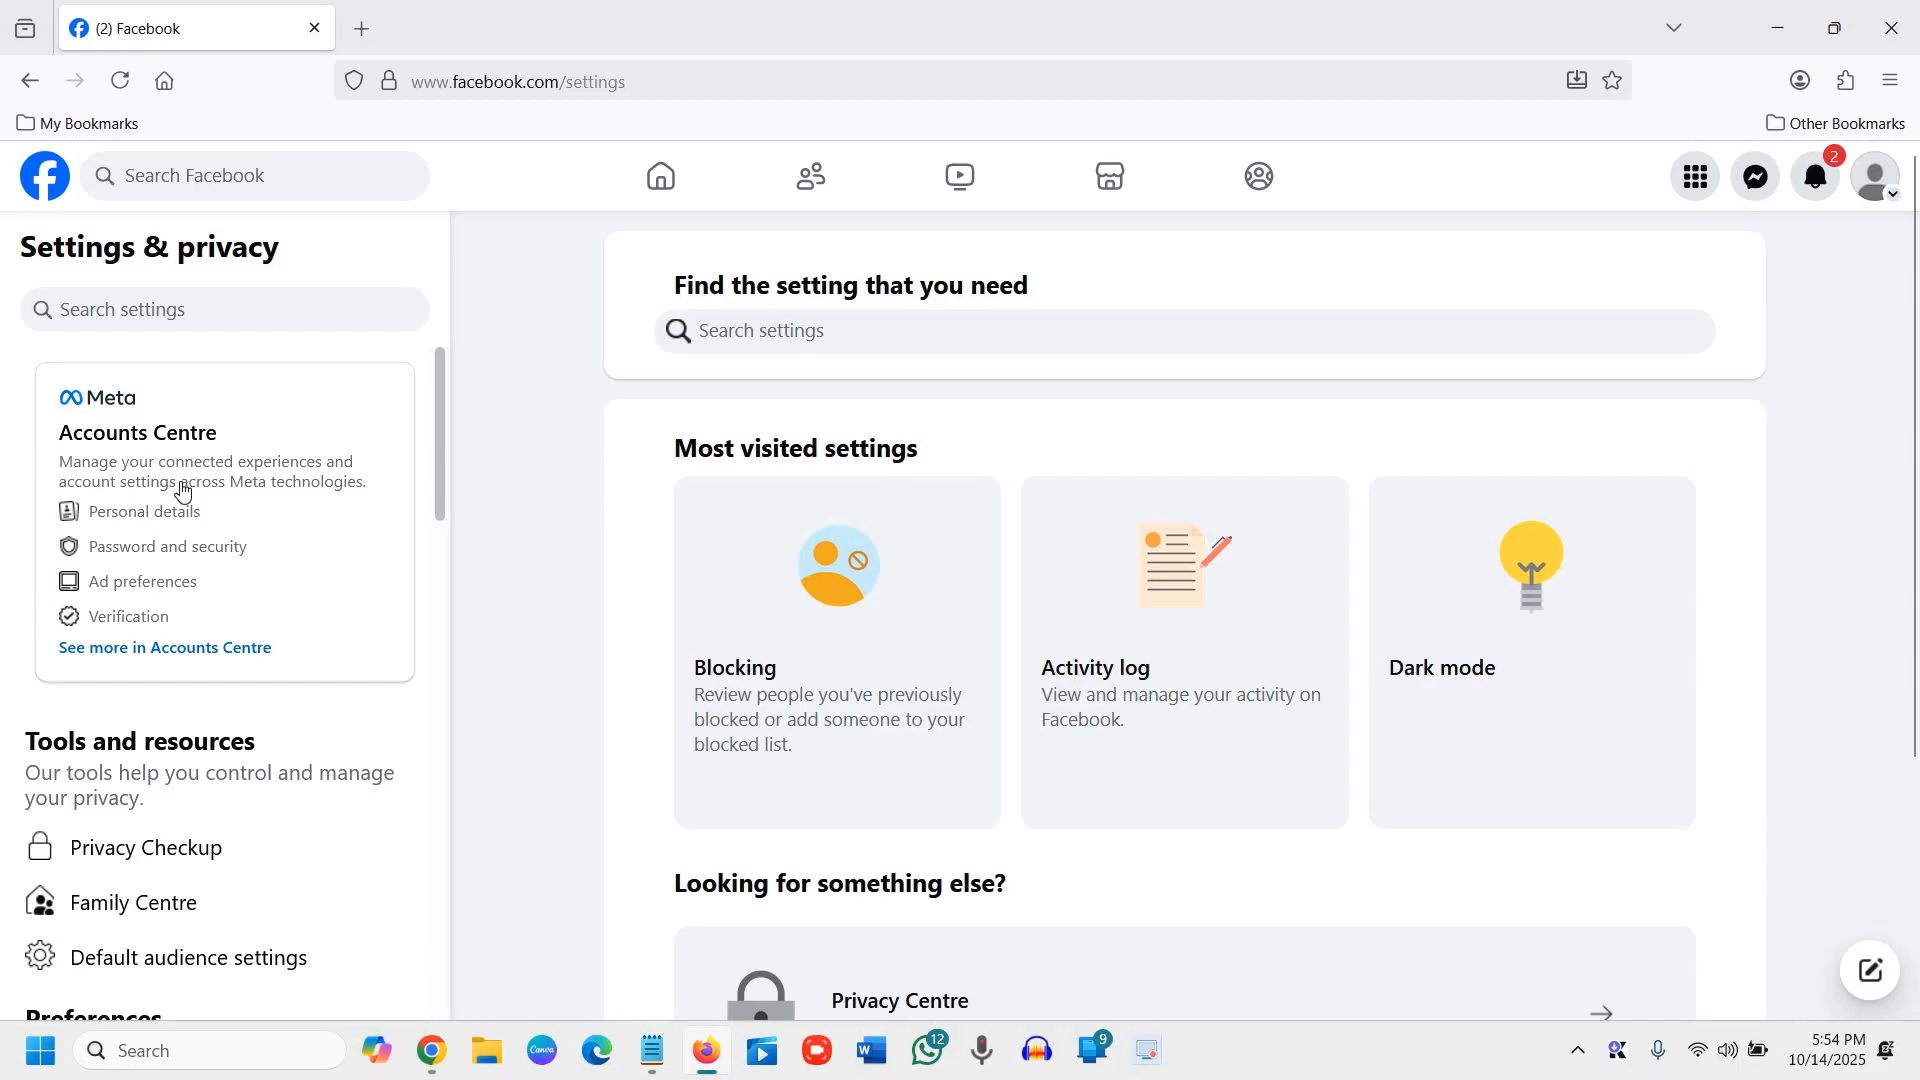 (2) Facebook
www.facebook.com/settings
My Bookmarks
Other Bookmarks
Search Facebook
2
Settings & privacy
Search settings
Meta
Accounts Centre
Manage your connected experiences and
account settings across Meta technologies.
Personal details
Password and security
Ad preferences
Verification
See more in Accounts Centre
Tools and resources
Our tools help you control and manage
your privacy.
Privacy Checkup
Family Centre
Default audience settings
Preferences
Find the setting that you need
Search settings
Most visited settings
Blocking
Review people you've previously
blocked or add someone to your
blocked list.
Activity log
View and manage your activity on
Facebook.
Dark mode
Looking for something else?
Privacy Centre
Search
Canva
12
9
5:54 PM
10/14/2025